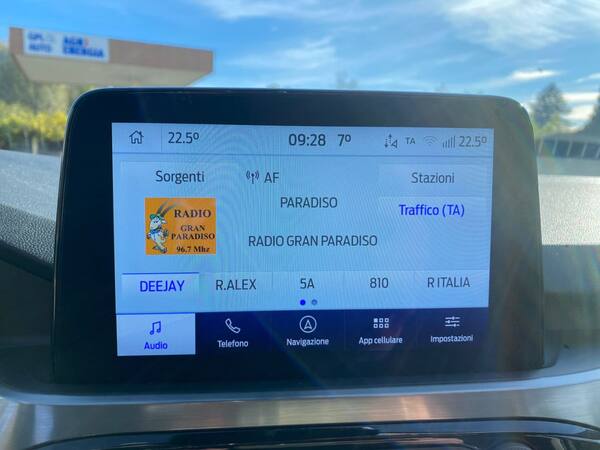 GPL AUTO
AGN ENERGIA
22.5°
09:28
7°
TA
22.5°
Sorgenti
AF
Stazioni
PARADISO
Traffico (TA)
RADIO
GRAN
PARADISO
96.7 Mhz
RADIO GRAN PARADISO
DEEJAY
R.ALEX
5A
810
R ITALIA
Audio
Telefono
Navigazione
App cellulare
Impostazioni